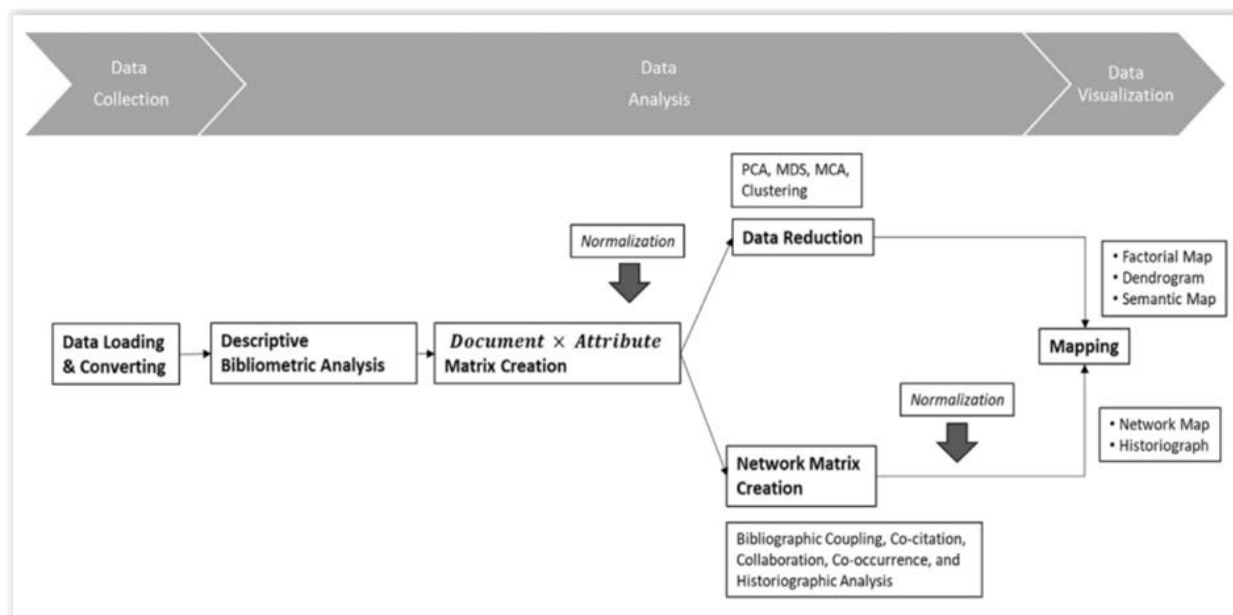 Data
Collection
Data
Analysis
Data
Visualization
PCA, MDS, MCA,
Clustering
Normalization
Data Reduction
• Factorial Map
• Dendrogram
• Semantic Map
Data Loading
& Converting
Descriptive
Bibliometric Analysis
Document × Attribute
Matrix Creation
Mapping
Normalization
• Network Map
• Historiograph
Network Matrix
Creation
Bibliographic Coupling, Co-citation,
Collaboration, Co-occurrence, and
Historiographic Analysis